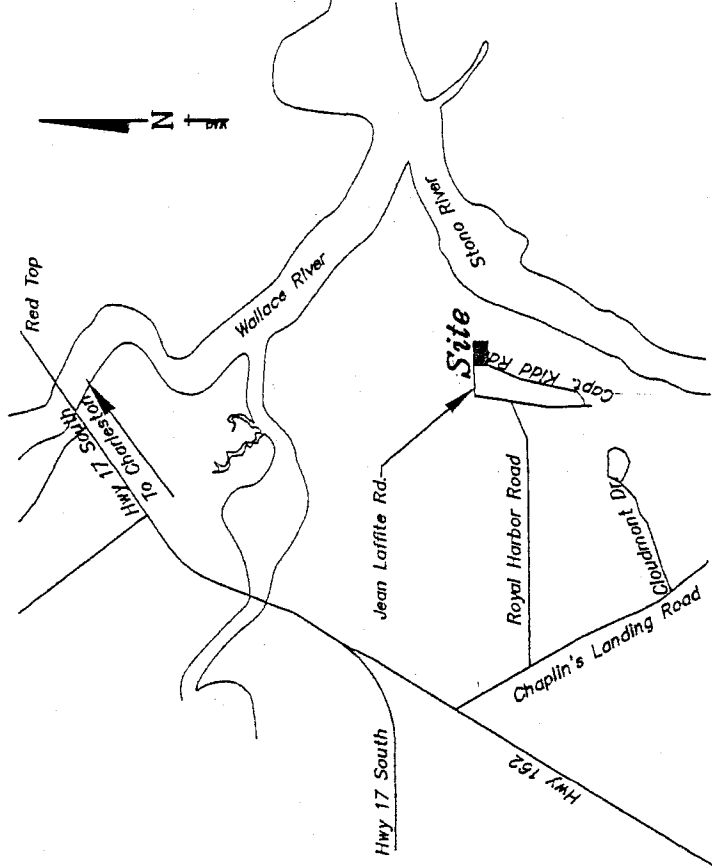 N
Red Top
Hwy 17 South
To Charleston
Wallace River
Stono River
Site
Capt. Kidd Rd.
Jean Laffite Rd.
Royal Harbor Road
Cloudmont Dr.
Chaplin's Landing Road
Hwy 17 South
Hwy 162